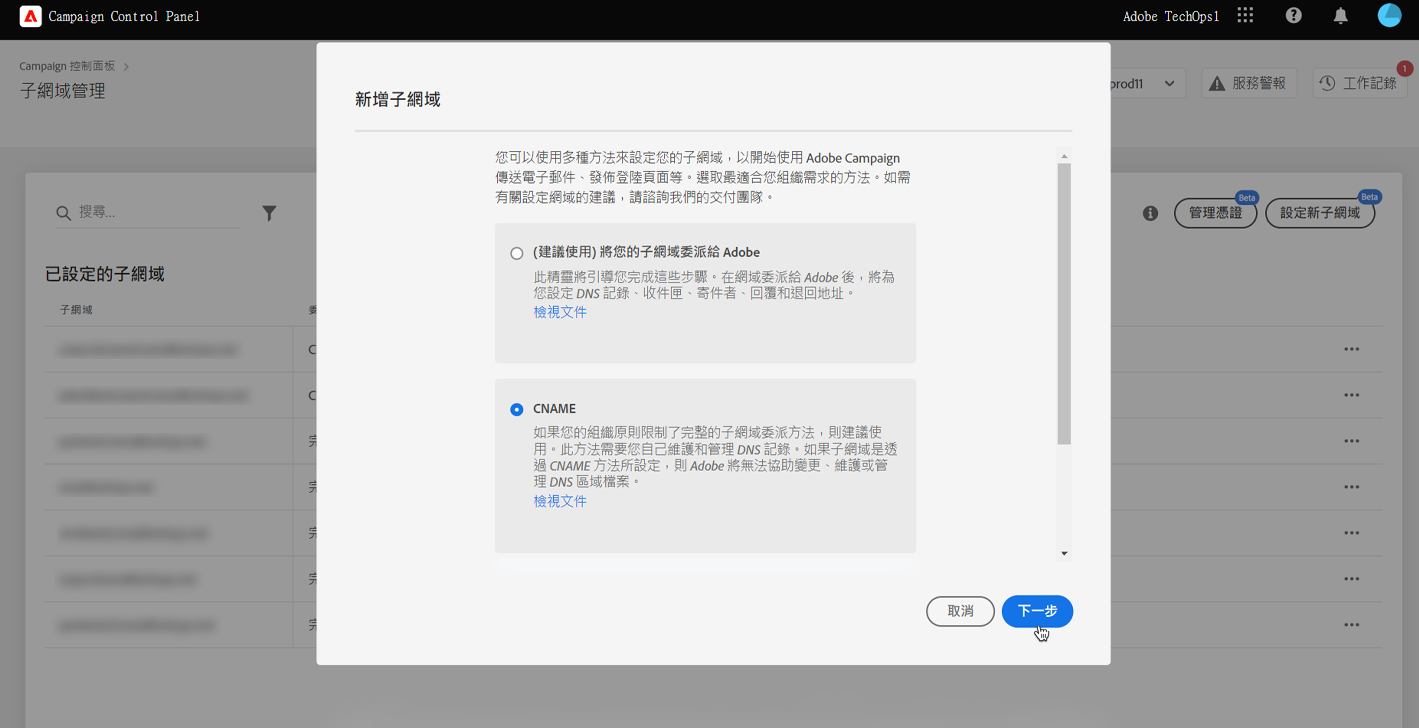 Campaign Control Panel
Adobe TechOps1
Campaign 控制面板
子網域管理
prod11
服務警報
工作記錄
1
新增子網域
您可以使用多種方法來設定您的子網域，以開始使用 Adobe Campaign
傳送電子郵件、發佈登陸頁面等。選取最適合您組織需求的方法。如需
有關設定網域的建議，請諮詢我們的交付團隊。
搜尋...
管理憑證
Beta
設定新子網域
Beta
(建議使用) 將您的子網域委派給 Adobe
此精靈將引導您完成這些步驟。在網域委派給 Adobe 後，將為
您設定 DNS 記錄、收件匣、寄件者、回覆和退回地址。
檢視文件
已設定的子網域
子網域
委
C
C
完
完
完
完
完
CNAME
如果您的組織原則限制了完整的子網域委派方法，則建議使
用。此方法需要您自己維護和管理 DNS 記錄。如果子網域是透
過 CNAME 方法所設定，則 Adobe 將無法協助變更、維護或管
理 DNS 區域檔案。
檢視文件
取消
下一步